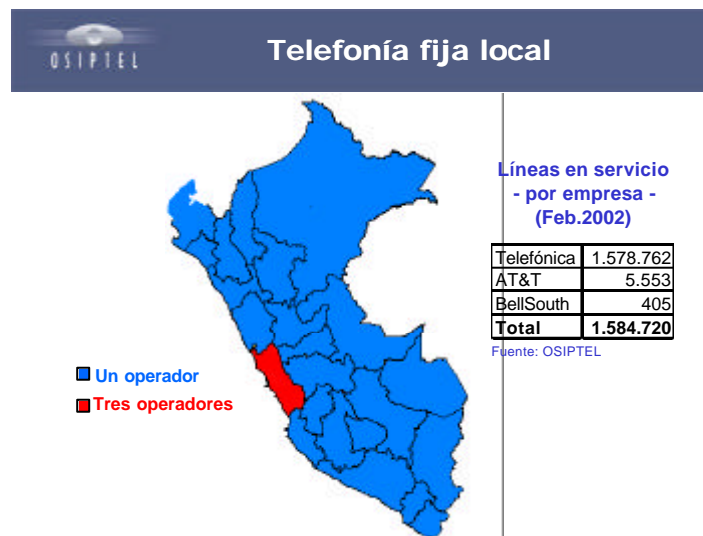 OSIPTEL
Telefonía fija local
Líneas en servicio
- por empresa -
(Feb.2002)
Telefónica 1.578.762
AT&T 5.553
BellSouth 405
Total 1.584.720
Fuente: OSIPTEL
Un operador
Tres operadores